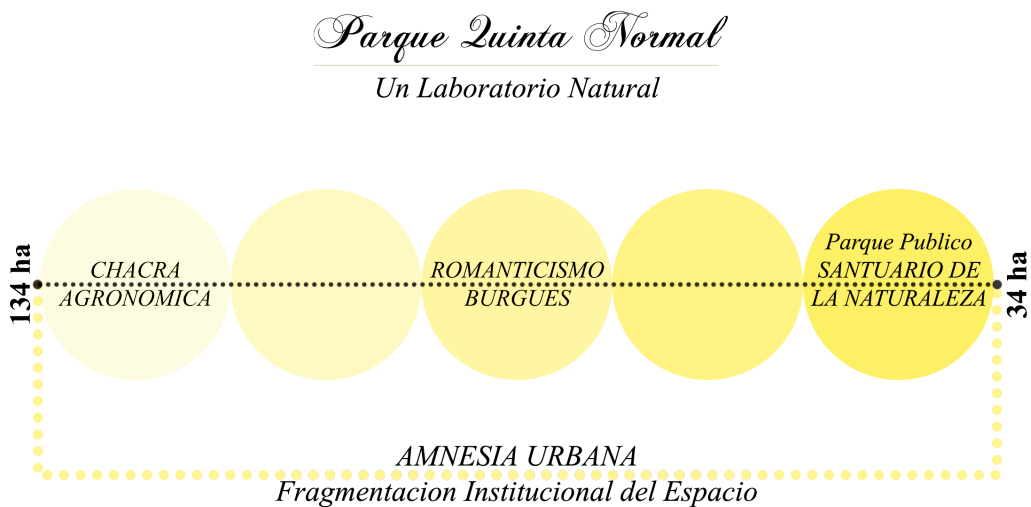 Parque Quinta Normal
Un Laboratorio Natural
134 ha
CHACRA
AGRONOMICA
ROMANTICISMO
BURGUES
Parque Publico
SANTUARIO DE
LA NATURALEZA
34 ha
AMNESIA URBANA
Fragmentacion Institucional del Espacio